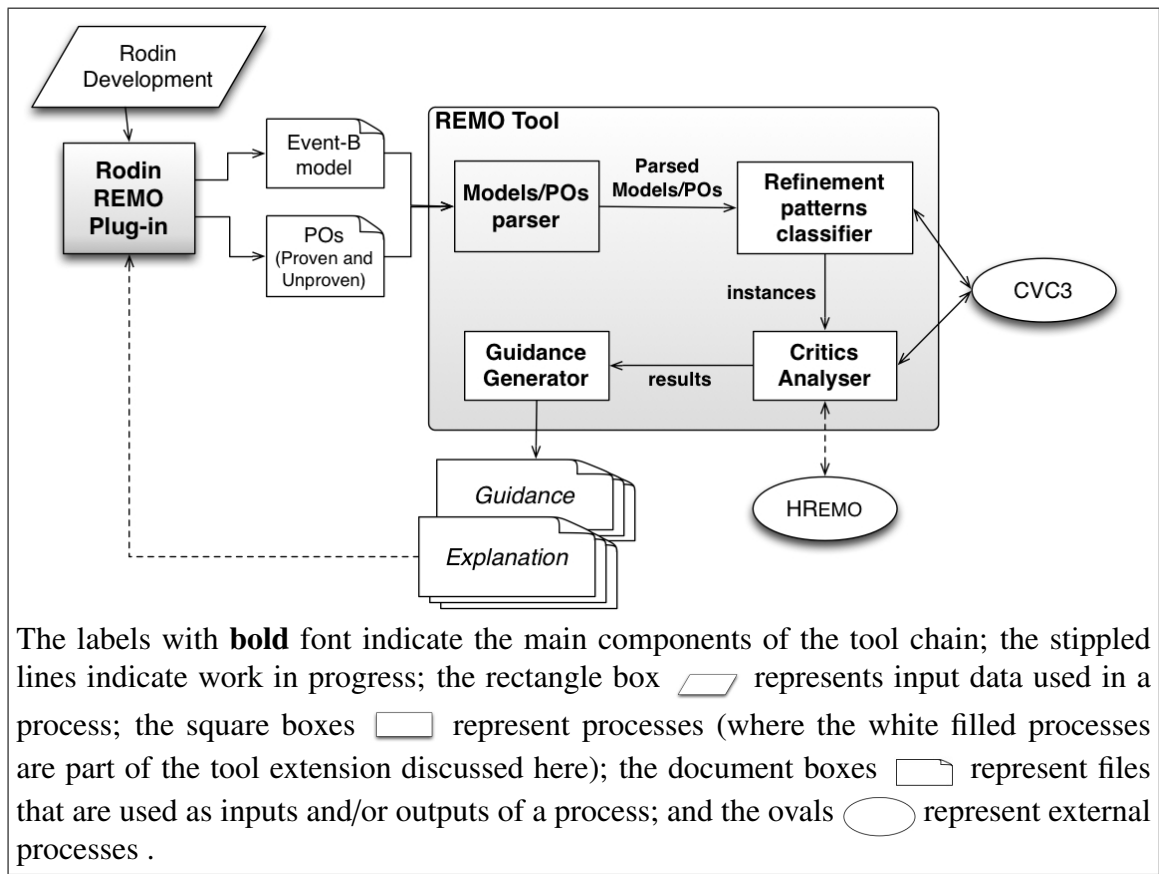 Rodin
Development
Rodin
REMO
Plug-in
Event-B
model
POs
(Proven and
Unproven)
REMO Tool
Models/POs
parser
Parsed
Models/POs
Refinement
patterns
classifier
instances
CVC3
Guidance
Generator
results
Critics
Analyser
HREMO
Guidance
Explanation
The labels with bold font indicate the main components of the tool chain; the stippled
lines indicate work in progress; the rectangle box represents input data used in a
process; the square boxes represent processes (where the white filled processes
are part of the tool extension discussed here); the document boxes represent files
that are used as inputs and/or outputs of a process; and the ovals represent external
processes .